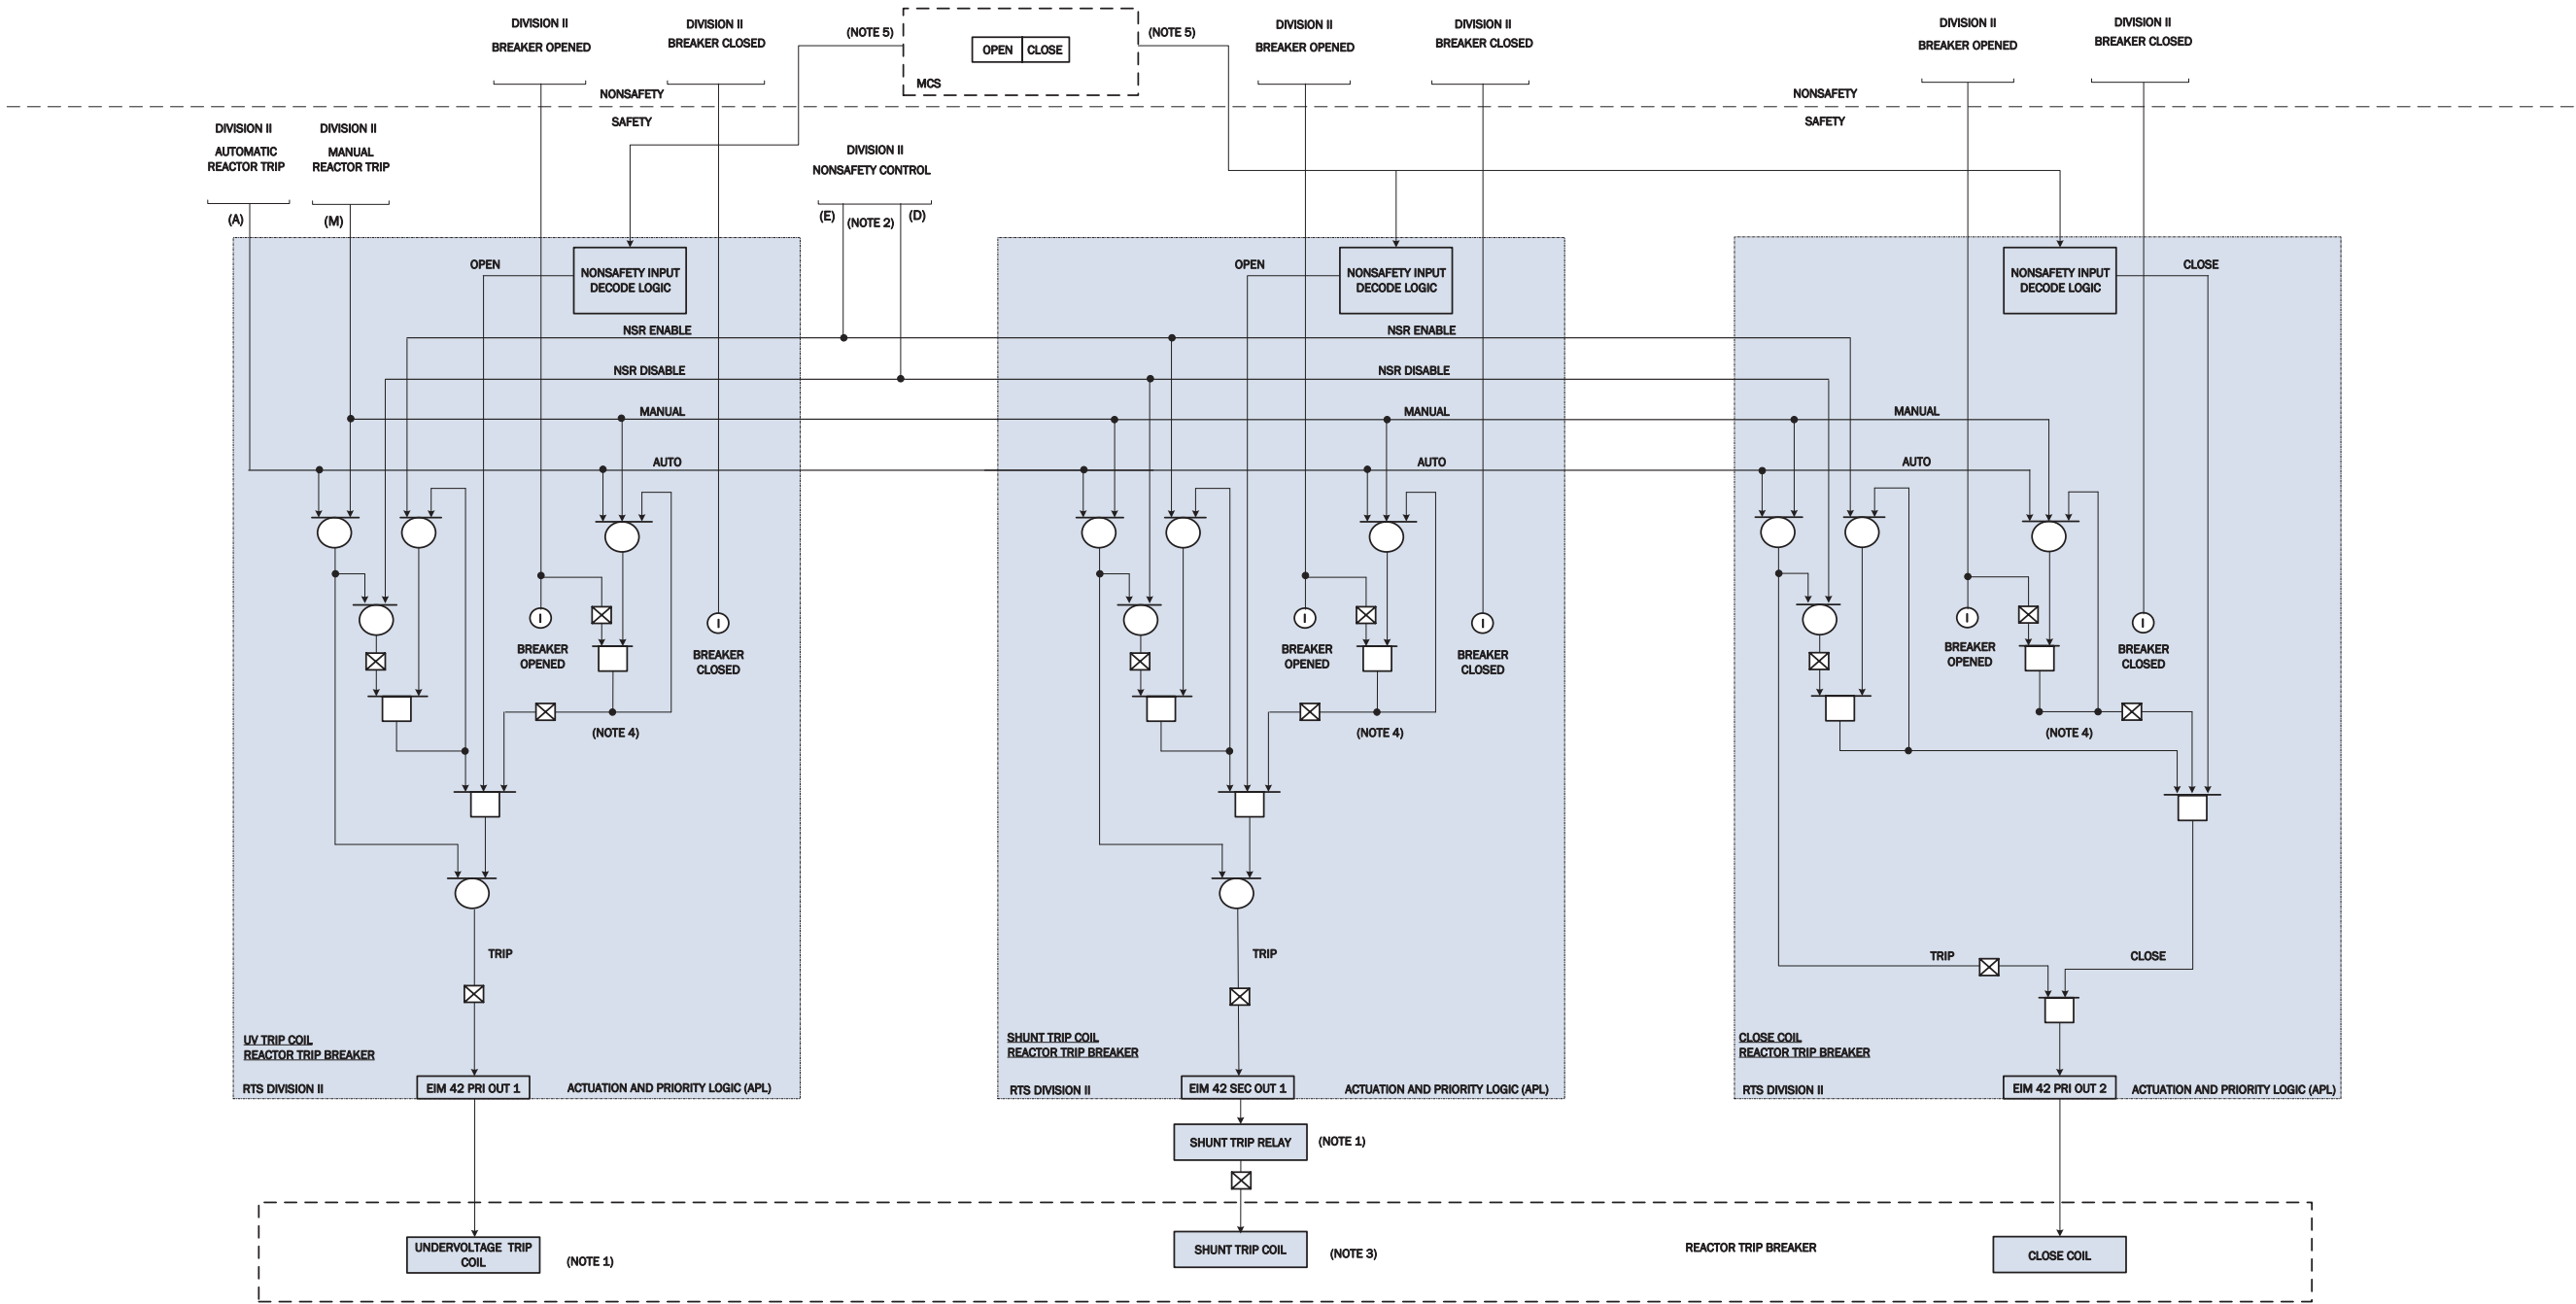 DIVISION II
BREAKER OPENED
DIVISION II
BREAKER CLOSED
(NOTE 5)
OPEN
CLOSE
MCS
(NOTE 5)
DIVISION II
BREAKER OPENED
DIVISION II
BREAKER CLOSED
DIVISION II
BREAKER OPENED
DIVISION II
BREAKER CLOSED
NONSAFETY
SAFETY
NONSAFETY
SAFETY
DIVISION II
AUTOMATIC
REACTOR TRIP
(A)
DIVISION II
MANUAL
REACTOR TRIP
(M)
DIVISION II
NONSAFETY CONTROL
(E)
(NOTE 2)
(D)
OPEN
NONSAFETY INPUT
DECODE LOGIC
NSR ENABLE
NSR DISABLE
MANUAL
AUTO
I
BREAKER
OPENED
I
BREAKER
CLOSED
(NOTE 4)
TRIP
UV TRIP COIL
REACTOR TRIP BREAKER
RTS DIVISION II
EIM 42 PRI OUT 1
ACTUATION AND PRIORITY LOGIC (APL)
OPEN
NONSAFETY INPUT
DECODE LOGIC
NSR ENABLE
NSR DISABLE
MANUAL
AUTO
I
BREAKER
OPENED
I
BREAKER
CLOSED
(NOTE 4)
TRIP
SHUNT TRIP COIL
REACTOR TRIP BREAKER
RTS DIVISION II
EIM 42 SEC OUT 1
ACTUATION AND PRIORITY LOGIC (APL)
NONSAFETY INPUT
DECODE LOGIC
CLOSE
MANUAL
AUTO
I
BREAKER
OPENED
I
BREAKER
CLOSED
(NOTE 4)
TRIP
CLOSE
CLOSE COIL
REACTOR TRIP BREAKER
RTS DIVISION II
EIM 42 PRI OUT 2
ACTUATION AND PRIORITY LOGIC (APL)
SHUNT TRIP RELAY
(NOTE 1)
UNDERVOLTAGE TRIP
COIL
(NOTE 1)
SHUNT TRIP COIL
(NOTE 3)
REACTOR TRIP BREAKER
CLOSE COIL